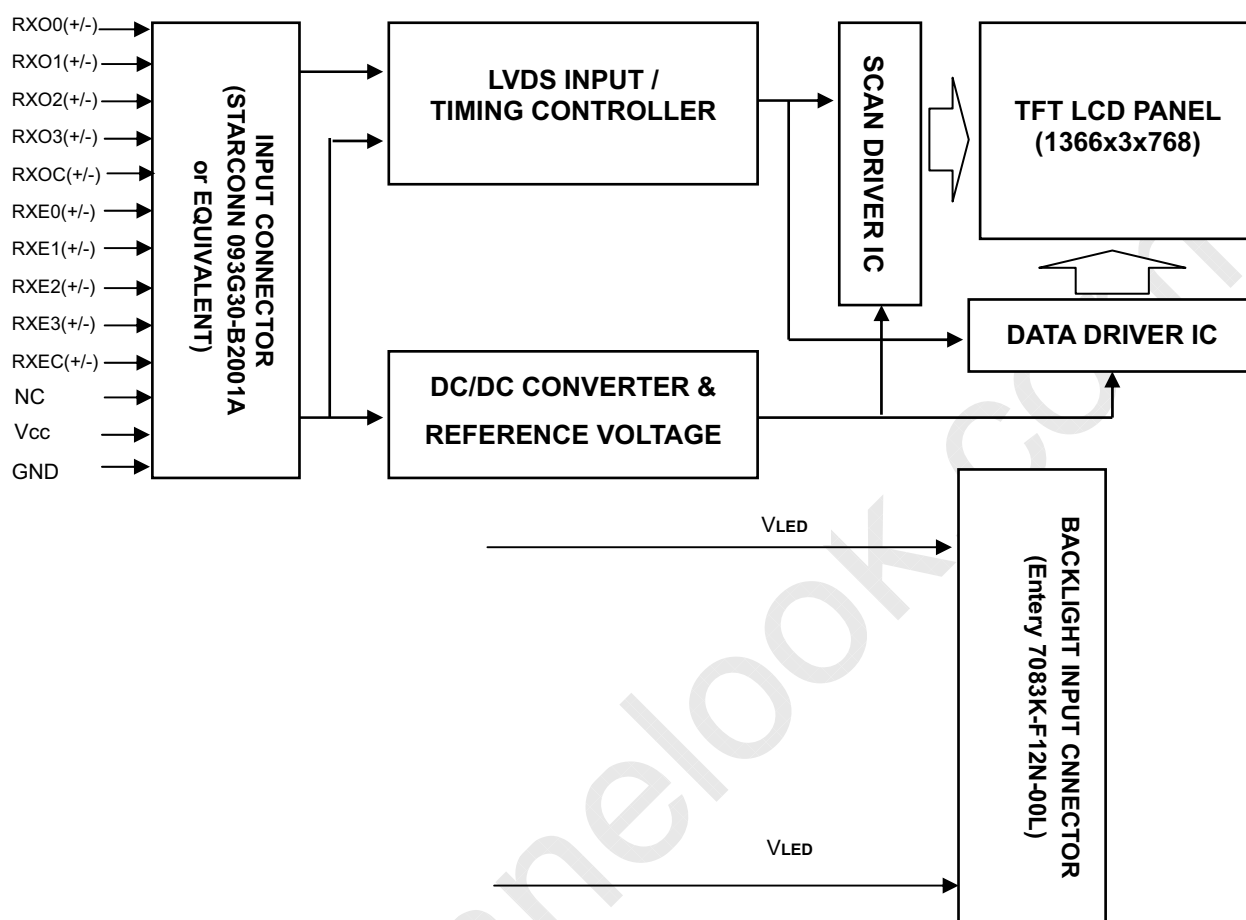 RXO0(+/-)
RXO1(+/-)
RXO2(+/-)
RXO3(+/-)
RXOC(+/-)
RXE0(+/-)
RXE1(+/-)
RXE2(+/-)
RXE3(+/-)
RXEC(+/-)
NC
Vcc
GND
INPUT CONNECTOR
(STARCONN 093G30-B2001A
or EQUIVALENT)
LVDS INPUT /
TIMING CONTROLLER
DC/DC CONVERTER &
REFERENCE VOLTAGE
SCAN DRIVER IC
TFT LCD PANEL
(1366x3x768)
DATA DRIVER IC
VLED
VLED
BACKLIGHT INPUT CNNECTOR
(Entery 7083K-F12N-00L)
nelook.com